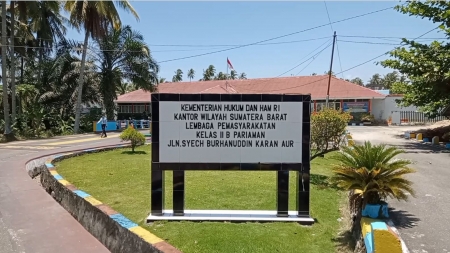 KEMENTERIAN HUKUM DAN HAM RI
KANTOR WILAYAH SUMATERA BARAT
LEMBAGA PEMASYARAKATAN
KELAS II B PARIAMAN
JLN.SYECH BURHANUDDIN KARAN AUR